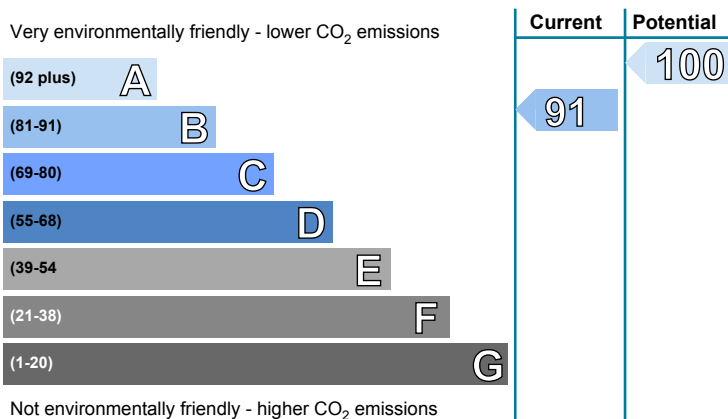 Current Potential
Very environmentally friendly - lower CO2 emissions
100
(92 plus) A
91
(81-91) B
(69-80) C
(55-68) D
(39-54 E
(21-38) F
(1-20) G
Not environmentally friendly - higher CO2 emissions